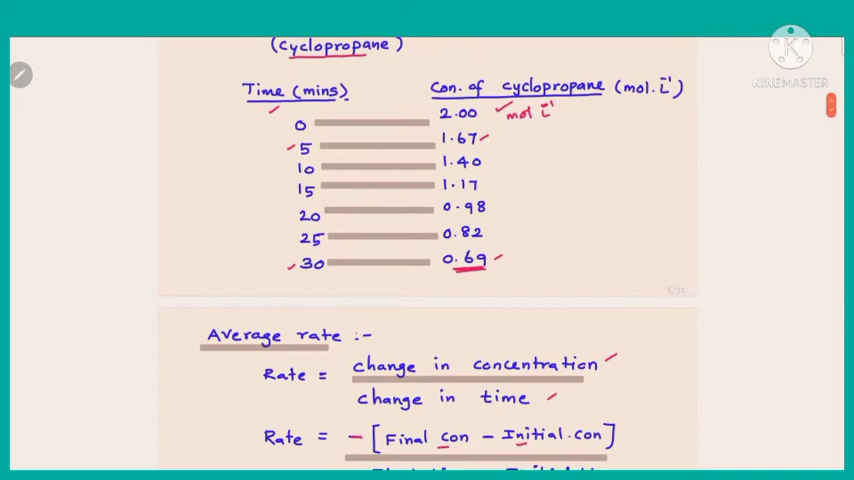 (cyclopropane)
KINEMASTER
Time (mins) Con. of cyclopropane (mol. L⁻¹)
0 2.00 mol L⁻¹
5 1.67
10 1.40
15 1.17
20 0.98
25 0.82
30 0.69
5/21
Average rate :-
Rate = change in concentration
change in time
Rate = - [Final con - Initial.con]